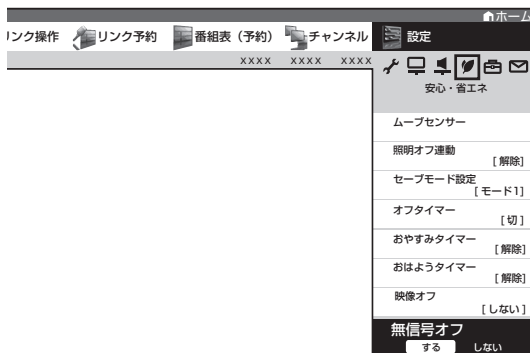 ホーム
リンク操作 リンク予約 番組表（予約） チャンネル 設定
xxxx xxxx xxxx
安心・省エネ
ムーブセンサー
照明オフ連動
[解除]
セーブモード設定
[モード1]
オフタイマー
[切]
おやすみタイマー
[解除]
おはようタイマー
[解除]
映像オフ
[しない]
無信号オフ
する しない